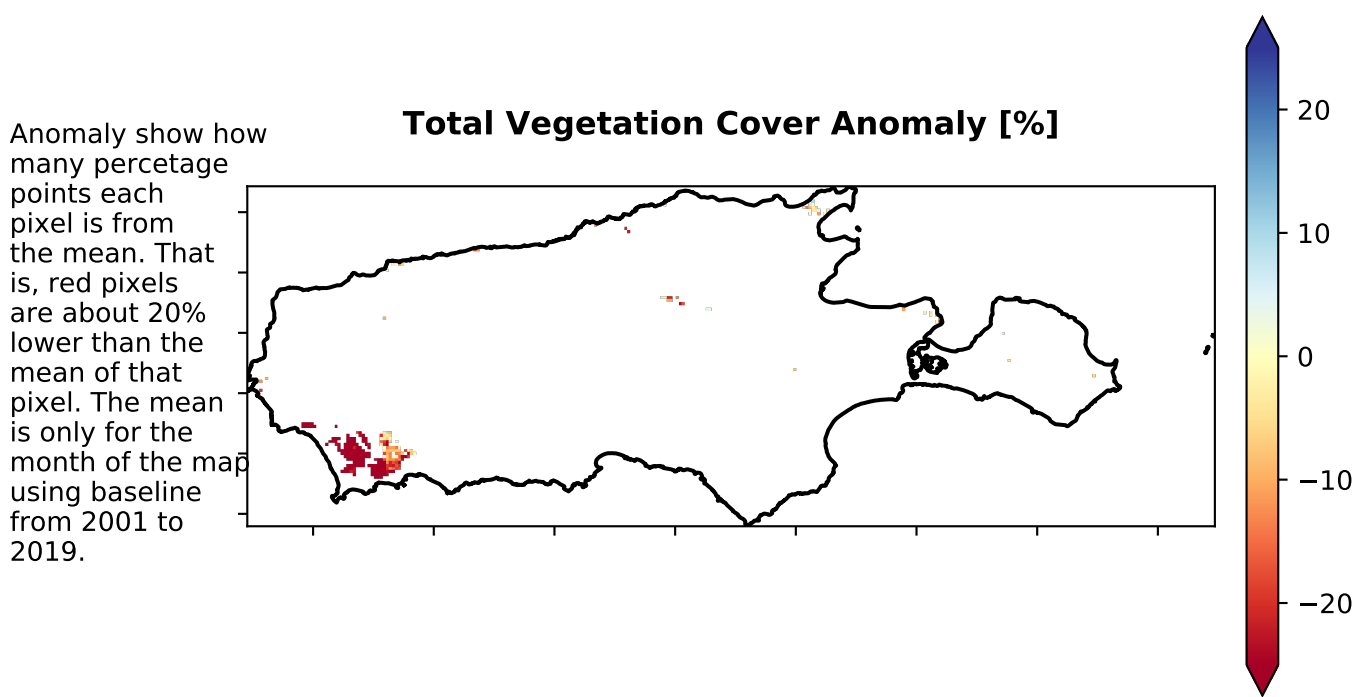 Total Vegetation Cover Anomaly [%]
Anomaly show how
many percetage
points each
pixel is from
the mean. That
is, red pixels
are about 20%
lower than the
mean of that
pixel. The mean
is only for the
month of the map
using baseline
from 2001 to
2019.
20
10
0
−10
−20